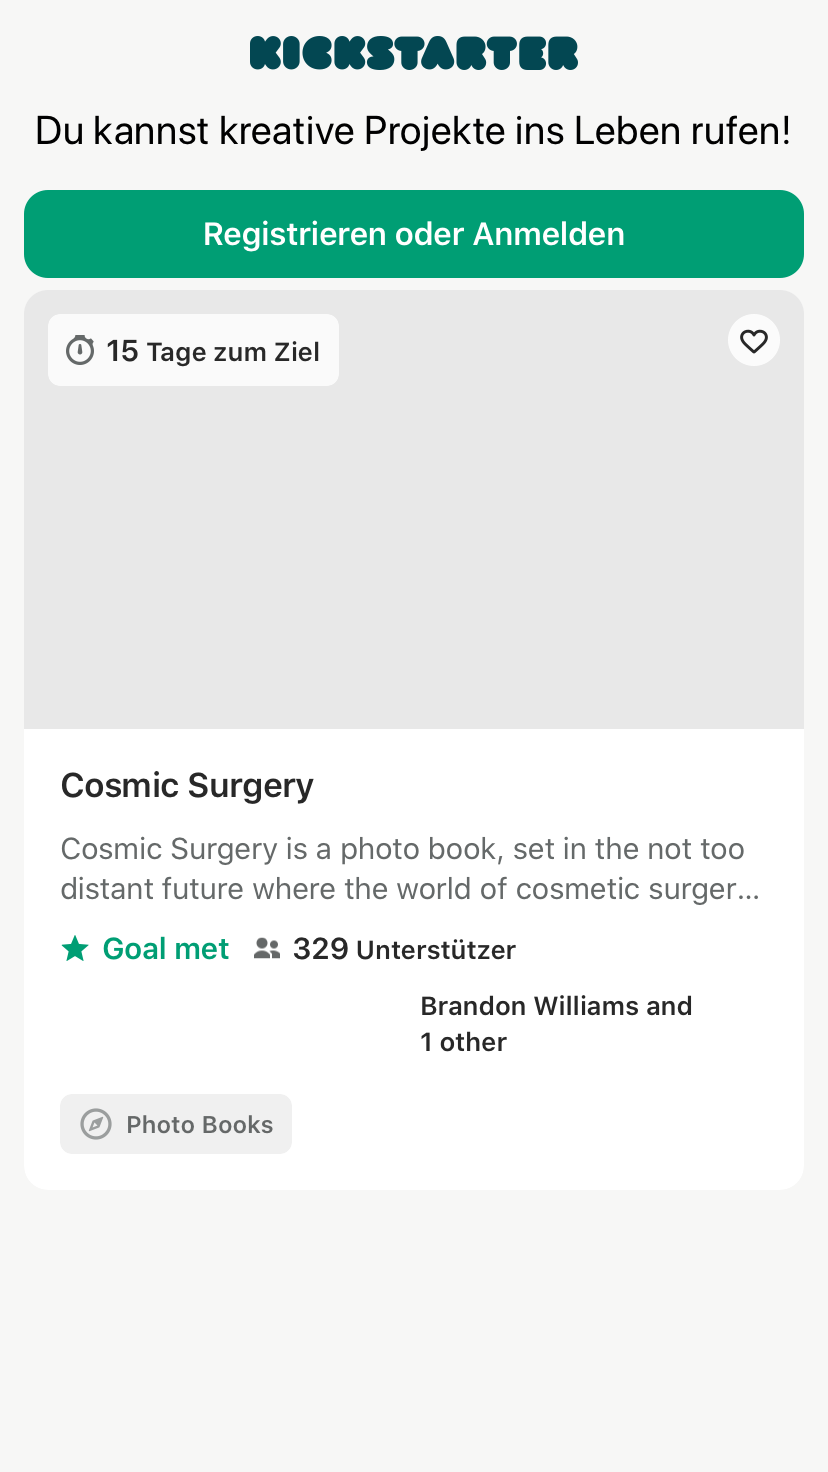 KICKSTARTER
Du kannst kreative Projekte ins Leben rufen!
Registrieren oder Anmelden
15 Tage zum Ziel
Cosmic Surgery
Cosmic Surgery is a photo book, set in the not too
distant future where the world of cosmetic surger…
Goal met 329 Unterstützer
Brandon Williams and
1 other
Photo Books